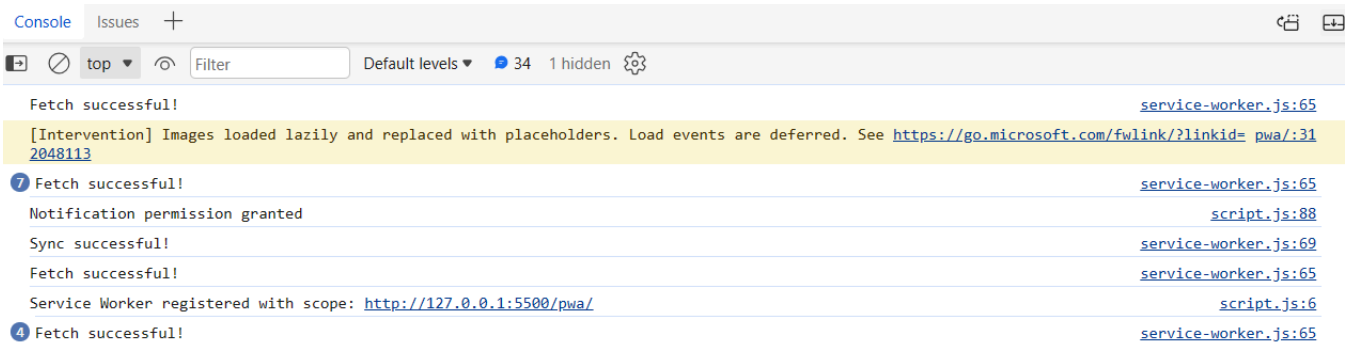 Console Issues
top Filter Default levels 34 1 hidden
Fetch successful! service-worker.js:65
[Intervention] Images loaded lazily and replaced with placeholders. Load events are deferred. See https://go.microsoft.com/fwlink/?linkid= pwa/:31
2048113
7 Fetch successful! service-worker.js:65
Notification permission granted script.js:88
Sync successful! service-worker.js:69
Fetch successful! service-worker.js:65
Service Worker registered with scope: http://127.0.0.1:5500/pwa/ script.js:6
4 Fetch successful! service-worker.js:65